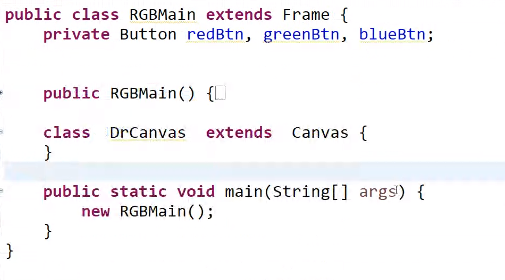 public class RGBMain extends Frame {
private Button redBtn, greenBtn, blueBtn;
public RGBMain() {
class DrCanvas extends Canvas {
}
public static void main(String[] args) {
new RGBMain();
}
}